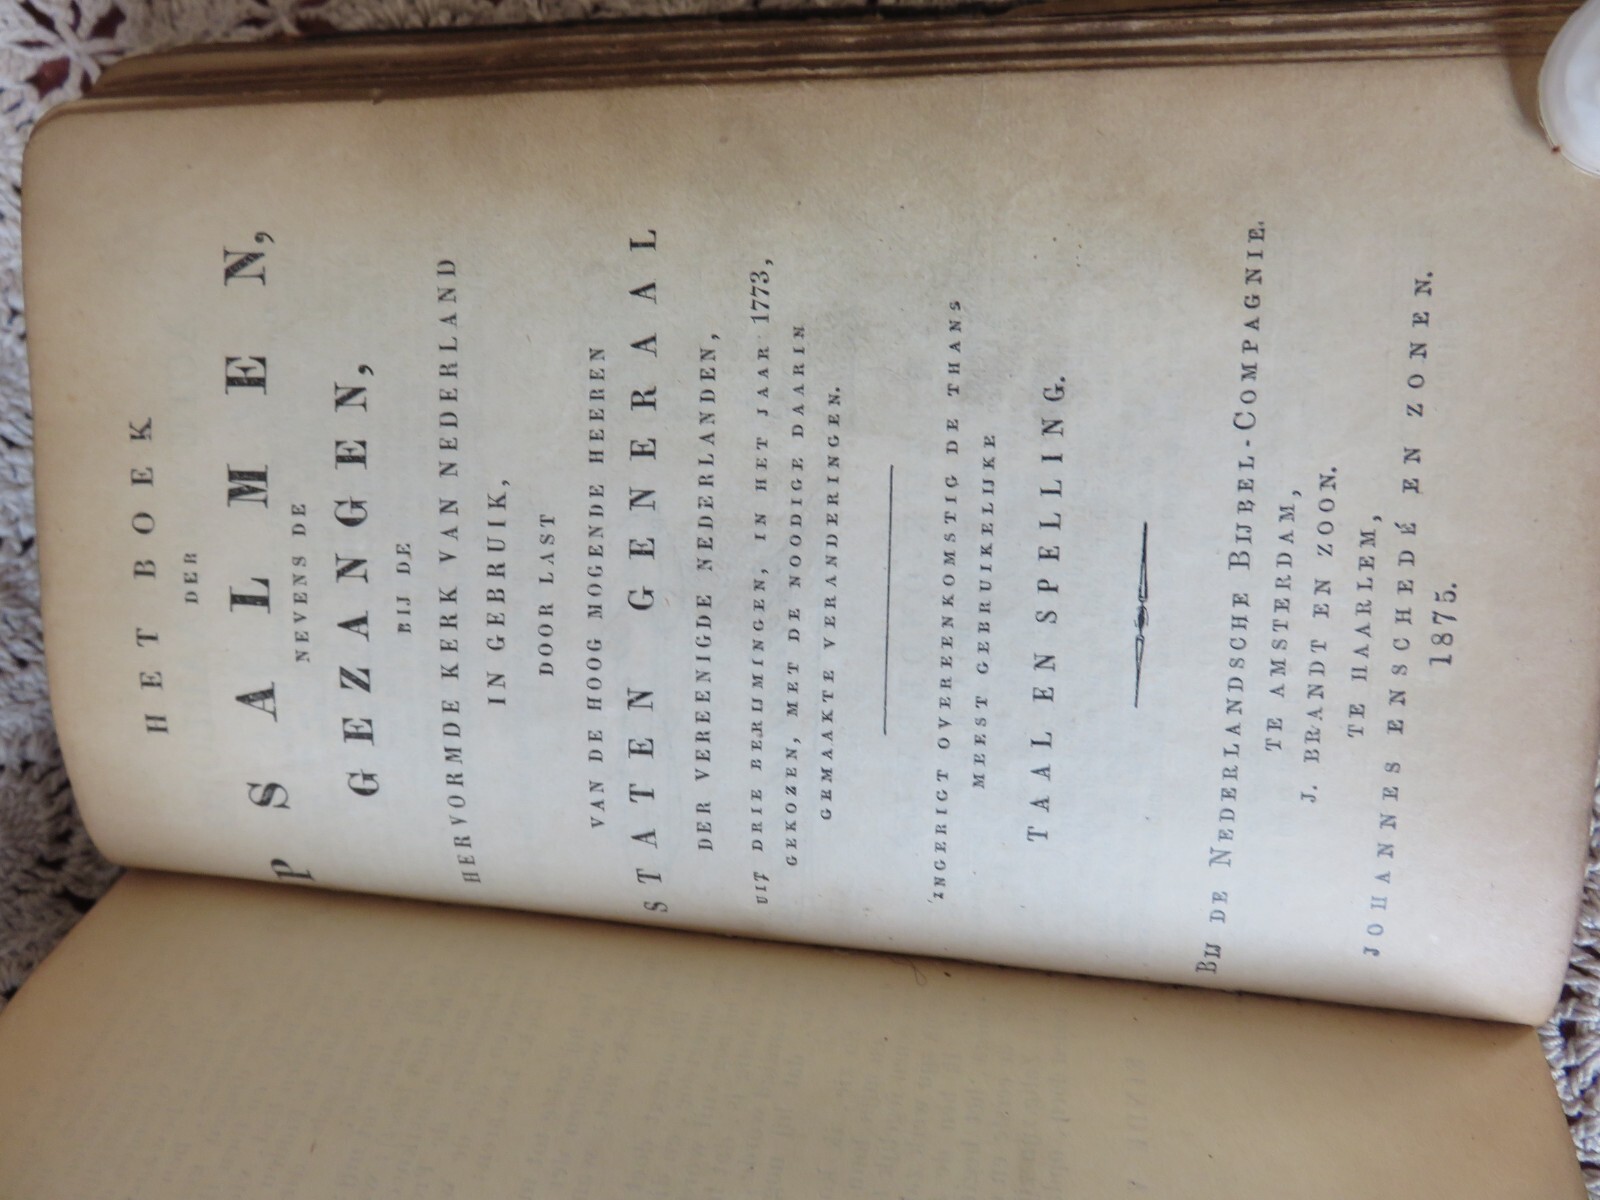 HET BOEK
DER
PSALMEN,
NEVENS DE
GEZANGEN,
BIJ DE
HERVORMDE KERK VAN NEDERLAND
IN GEBRUIK,
DOOR LAST
VAN DE HOOG MOGENDE HEEREN
STATEN GENERAAL
DER VEREENIGDE NEDERLANDEN,
UIT DRIE BERIJMINGEN, IN HET JAAR 1773,
GEKOZEN, MET DE NOODIGE DAARIN
GEMAAKTE VERANDERINGEN.
INGERIGT OVEREENKOMSTIG DE THANS
MEEST GEBRUIKELIJKE
TAAL EN SPELLING.
BIJ DE NEDERLANDSCHE BIJBEL-COMPAGNIE.
TE AMSTERDAM,
J. BRANDT EN ZOON.
TE HAARLEM,
JOHANNES ENSCHEDÉ EN ZONEN.
1875.